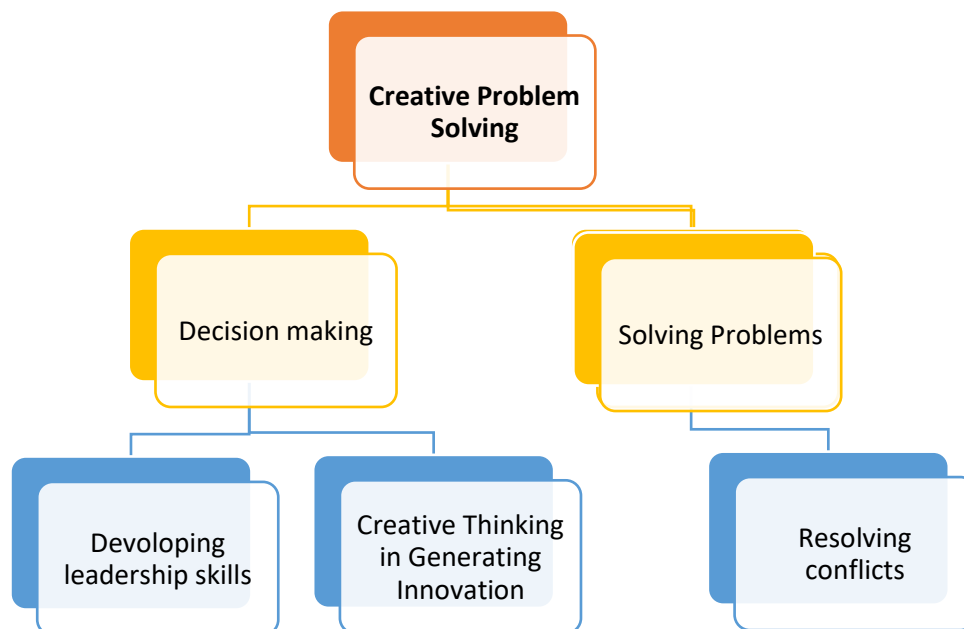 Creative Problem
Solving
Decision making
Solving Problems
Devoloping
leadership skills
Creative Thinking
in Generating
Innovation
Resolving
conflicts